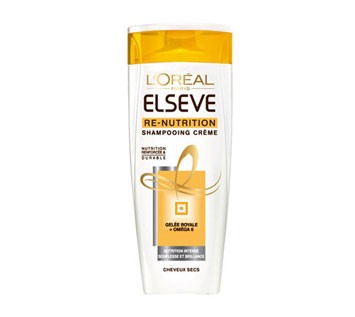 L'ORÉAL
PARIS
ELSEVE
RE-NUTRITION
SHAMPOOING CRÈME
NUTRITION
RENFORCÉE &
DURABLE
GELÉE ROYALE
+ OMÉGA 6
NUTRITION INTENSE
SOUPLESSE ET BRILLANCE
CHEVEUX SECS